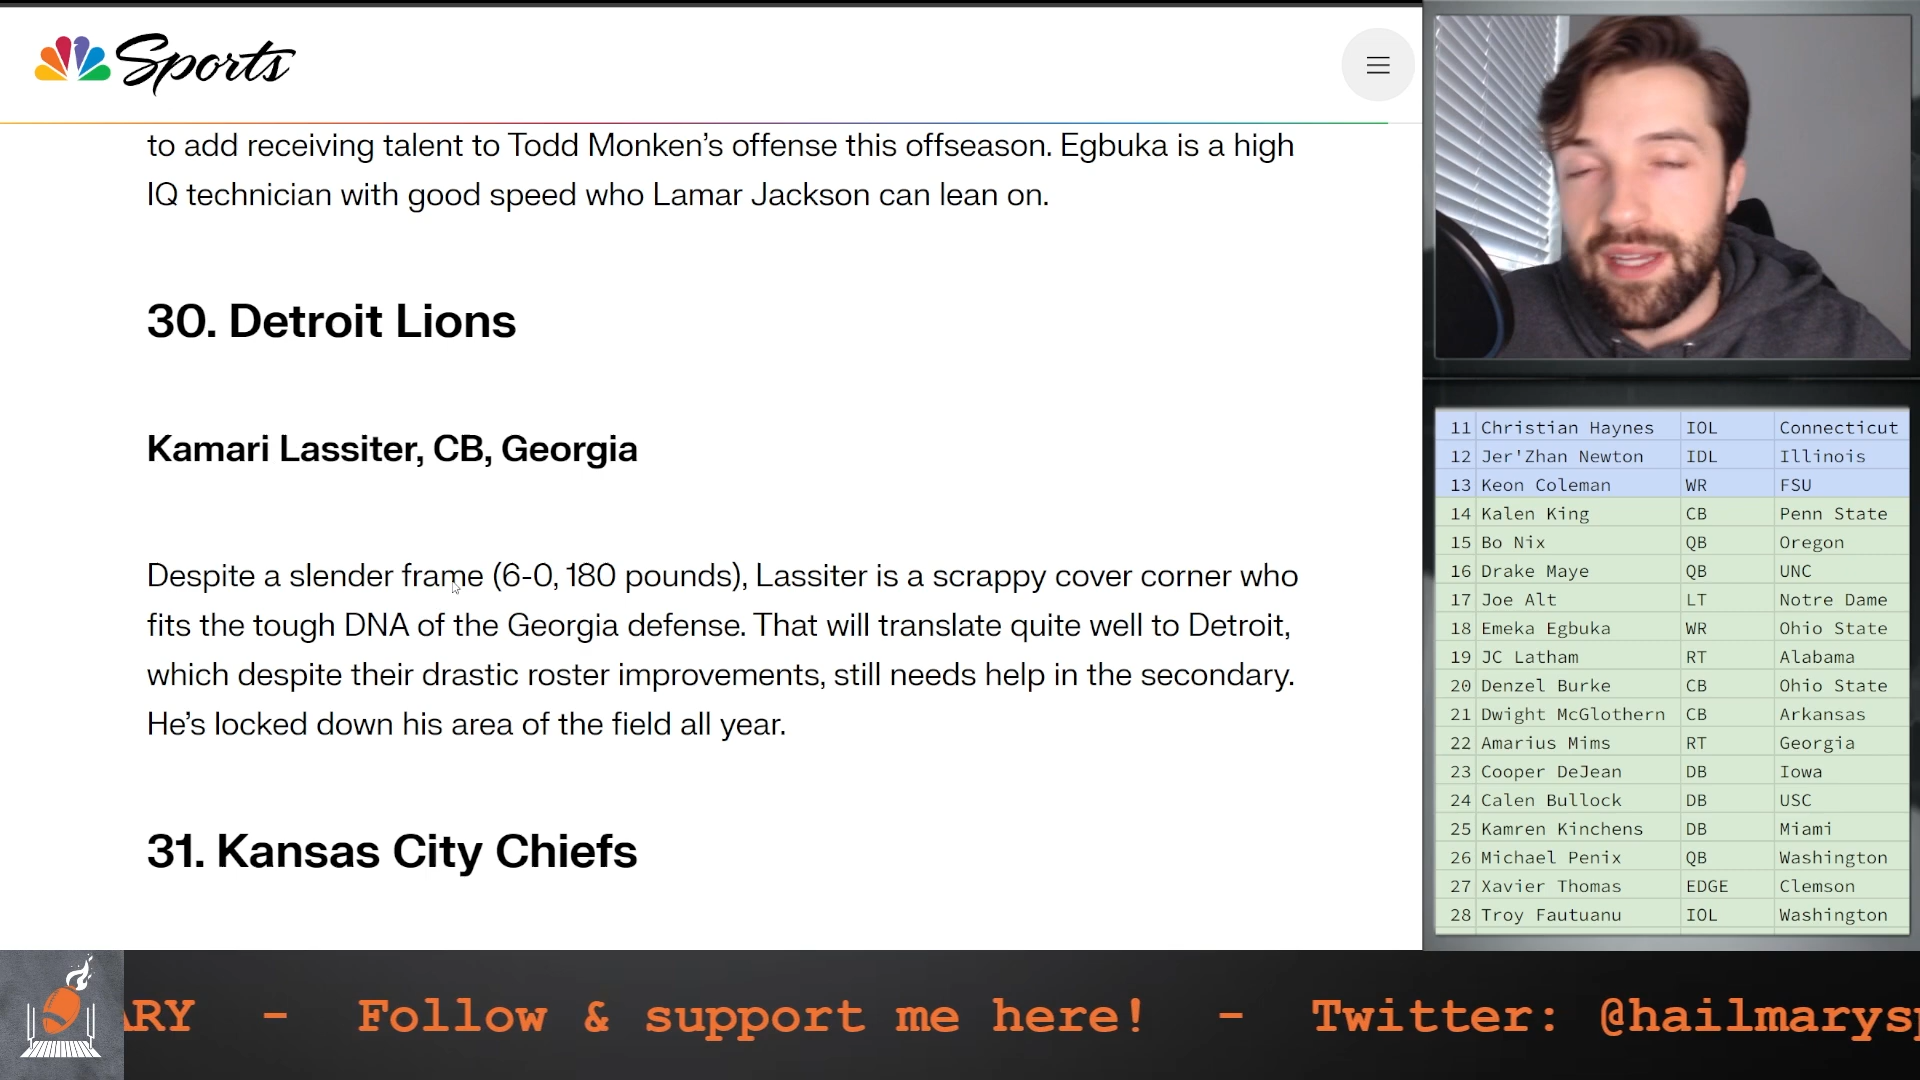 Sports
to add receiving talent to Todd Monken’s offense this offseason. Egbuka is a high
IQ technician with good speed who Lamar Jackson can lean on.
30. Detroit Lions
Kamari Lassiter, CB, Georgia
Despite a slender frame (6-0, 180 pounds), Lassiter is a scrappy cover corner who
fits the tough DNA of the Georgia defense. That will translate quite well to Detroit,
which despite their drastic roster improvements, still needs help in the secondary.
He’s locked down his area of the field all year.
31. Kansas City Chiefs
11 Christian Haynes IOL Connecticut
12 Jer'Zhan Newton IDL Illinois
13 Keon Coleman WR FSU
14 Kalen King CB Penn State
15 Bo Nix QB Oregon
16 Drake Maye QB UNC
17 Joe Alt LT Notre Dame
18 Emeka Egbuka WR Ohio State
19 JC Latham RT Alabama
20 Denzel Burke CB Ohio State
21 Dwight McGlothern CB Arkansas
22 Amarius Mims RT Georgia
23 Cooper DeJean DB Iowa
24 Calen Bullock DB USC
25 Kamren Kinchens DB Miami
26 Michael Penix QB Washington
27 Xavier Thomas EDGE Clemson
28 Troy Fautuanu IOL Washington
ARY - Follow & support me here! - Twitter: @hailmarysp